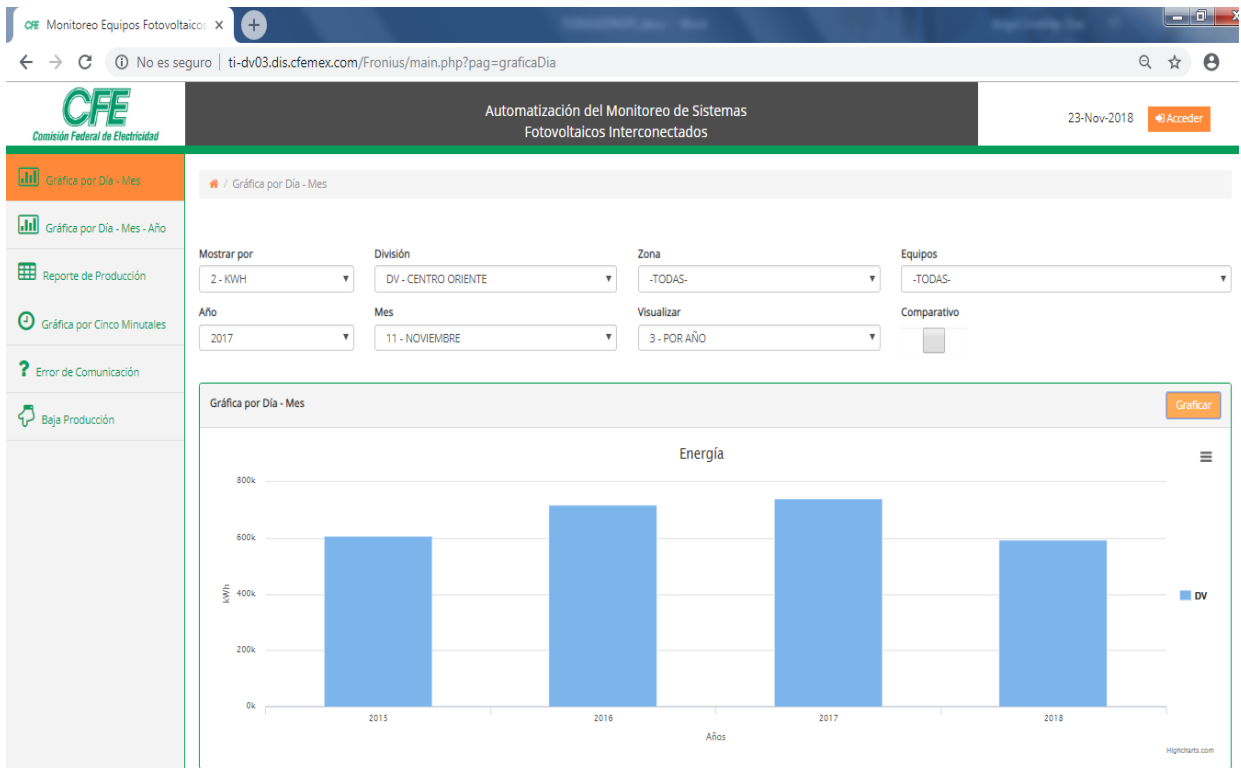 CFE Monitoreo Equipos Fotovoltaicos
No es seguro | ti-dv03.dis.cfemex.com/Fronius/main.php?pag=graficaDia
CFE
Comisión Federal de Electricidad
Automatización del Monitoreo de Sistemas
Fotovoltaicos Interconectados
23-Nov-2018
Acceder
Gráfica por Día - Mes
Gráfica por Día - Mes - Año
Reporte de Producción
Gráfica por Cinco Minutales
Error de Comunicación
Baja Producción
/ Gráfica por Día - Mes
Mostrar por
2 - KWH
División
DV - CENTRO ORIENTE
Zona
-TODAS-
Equipos
-TODAS-
Año
2017
Mes
11 - NOVIEMBRE
Visualizar
3 - POR AÑO
Comparativo
Gráfica por Día - Mes
Graficar
Energía
800k
600k
400k
200k
0k
kWh
2015
2016
2017
2018
Años
DV
Highcharts.com